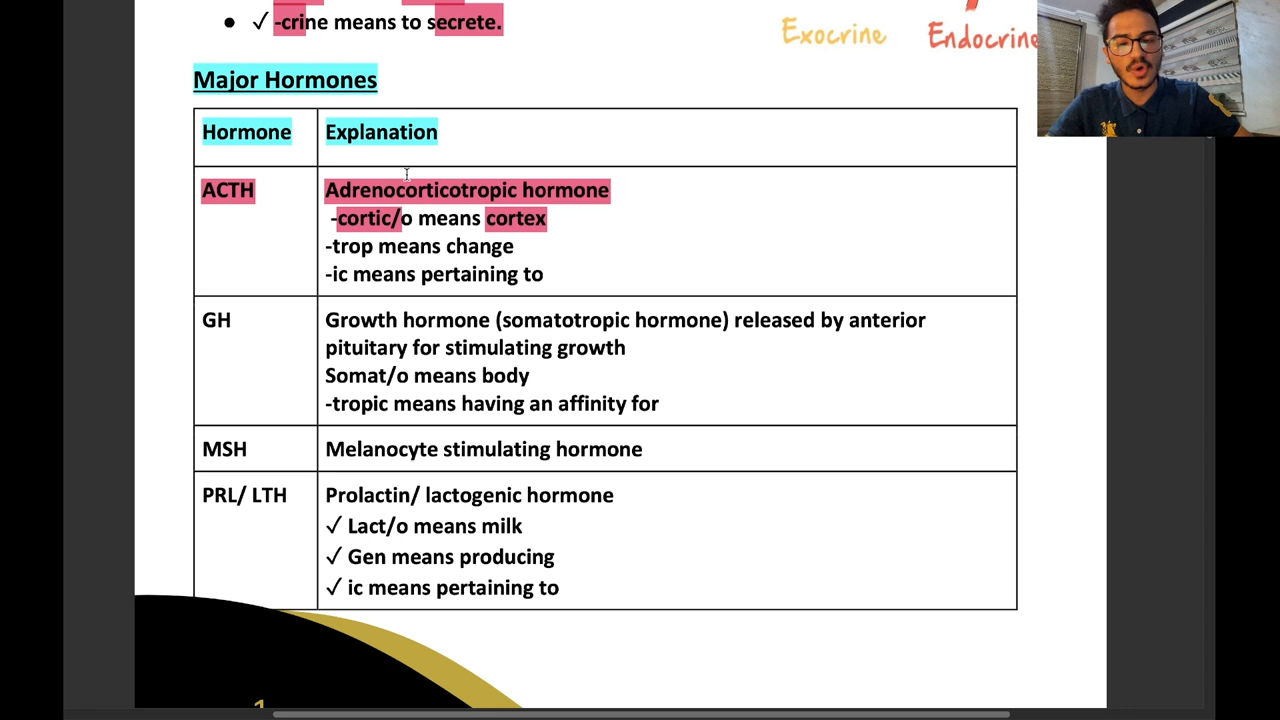 ● ✓ -crine means to secrete.
Exocrine
Endocrine
Major Hormones
Hormone
Explanation
ACTH
Adrenocorticotropic hormone
-cortic/o means cortex
-trop means change
-ic means pertaining to
GH
Growth hormone (somatotropic hormone) released by anterior
pituitary for stimulating growth
Somat/o means body
-tropic means having an affinity for
MSH
Melanocyte stimulating hormone
PRL/ LTH
Prolactin/ lactogenic hormone
✓ Lact/o means milk
✓ Gen means producing
✓ ic means pertaining to
1